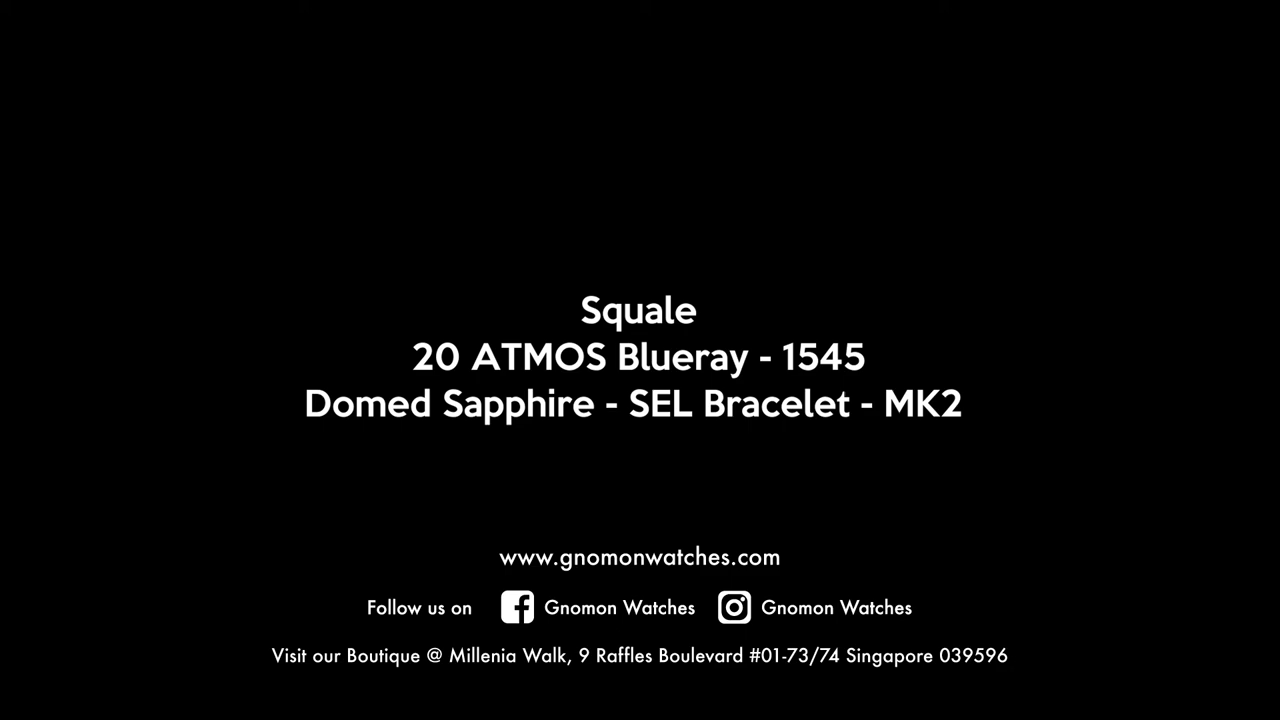 Squale
20 ATMOS Blueray - 1545
Domed Sapphire - SEL Bracelet - MK2
www.gnomonwatches.com
Follow us on Gnomon Watches Gnomon Watches
Visit our Boutique @ Millenia Walk, 9 Raffles Boulevard #01-73/74 Singapore 039596